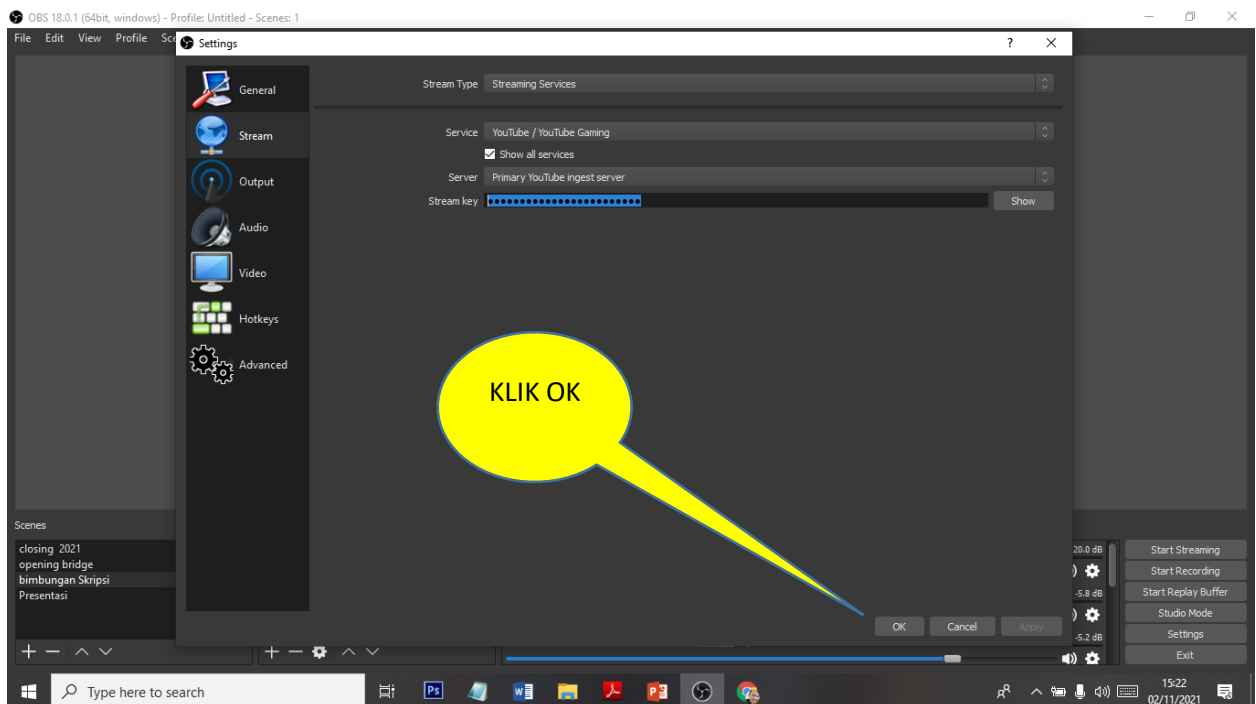 OBS 18.0.1 (64bit, windows) - Profile: Untitled - Scenes: 1
File Edit View Profile Sce
Settings
? 
General
Stream
Output
Audio
Video
Hotkeys
Advanced
Stream Type Streaming Services
Service YouTube / YouTube Gaming
Show all services
Server Primary YouTube ingest server
Stream key •••••••••••••••••••••••• Show
KLIK OK
OK Cancel Apply
Scenes
closing 2021
opening bridge
bimbungan Skripsi
Presentasi
20.0 dB
-5.8 dB
-5.2 dB
Start Streaming
Start Recording
Start Replay Buffer
Studio Mode
Settings
Exit
Type here to search
Ps
15:22
02/11/2021